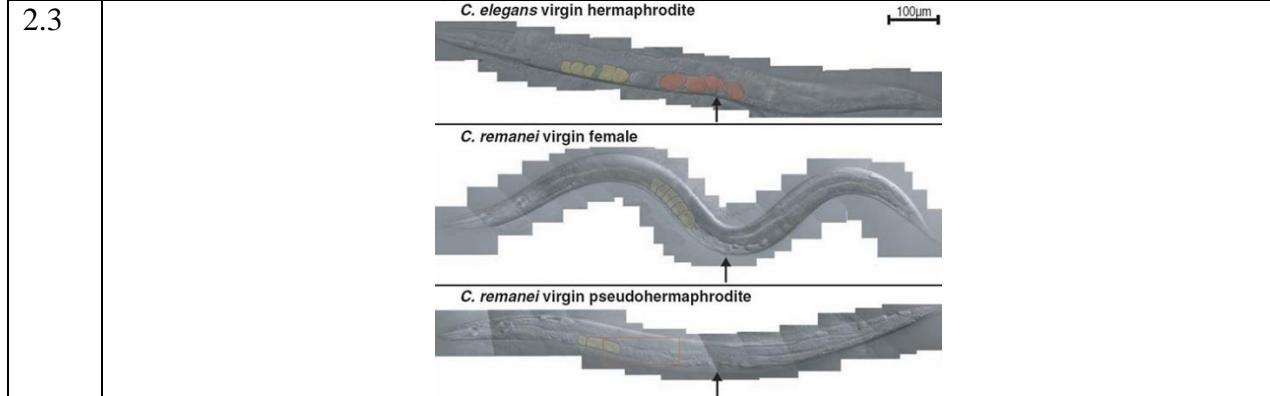 2.3
C. elegans virgin hermaphrodite
100µm
C. remanei virgin female
C. remanei virgin pseudohermaphrodite